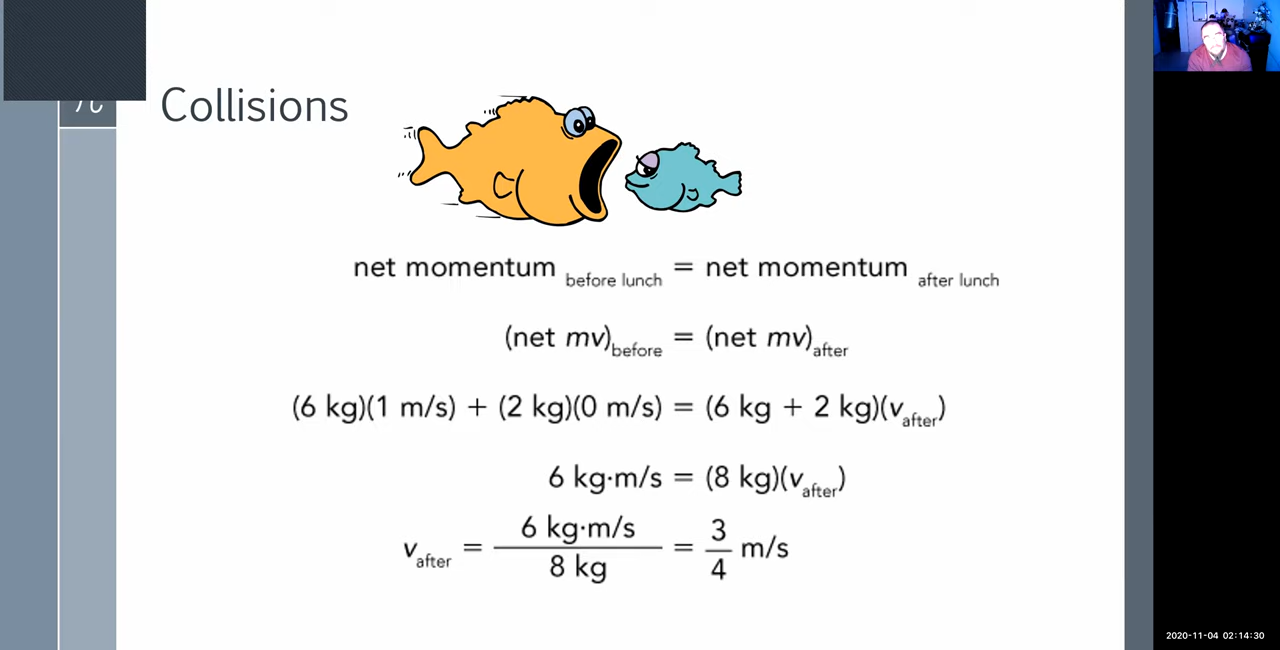 Collisions
net momentum before lunch = net momentum after lunch
(net mv)before = (net mv)after
(6 kg)(1 m/s) + (2 kg)(0 m/s) = (6 kg + 2 kg)(vafter)
6 kg·m/s = (8 kg)(vafter)
vafter = 6 kg·m/s / 8 kg = 3/4 m/s
2020-11-04 02:14:30